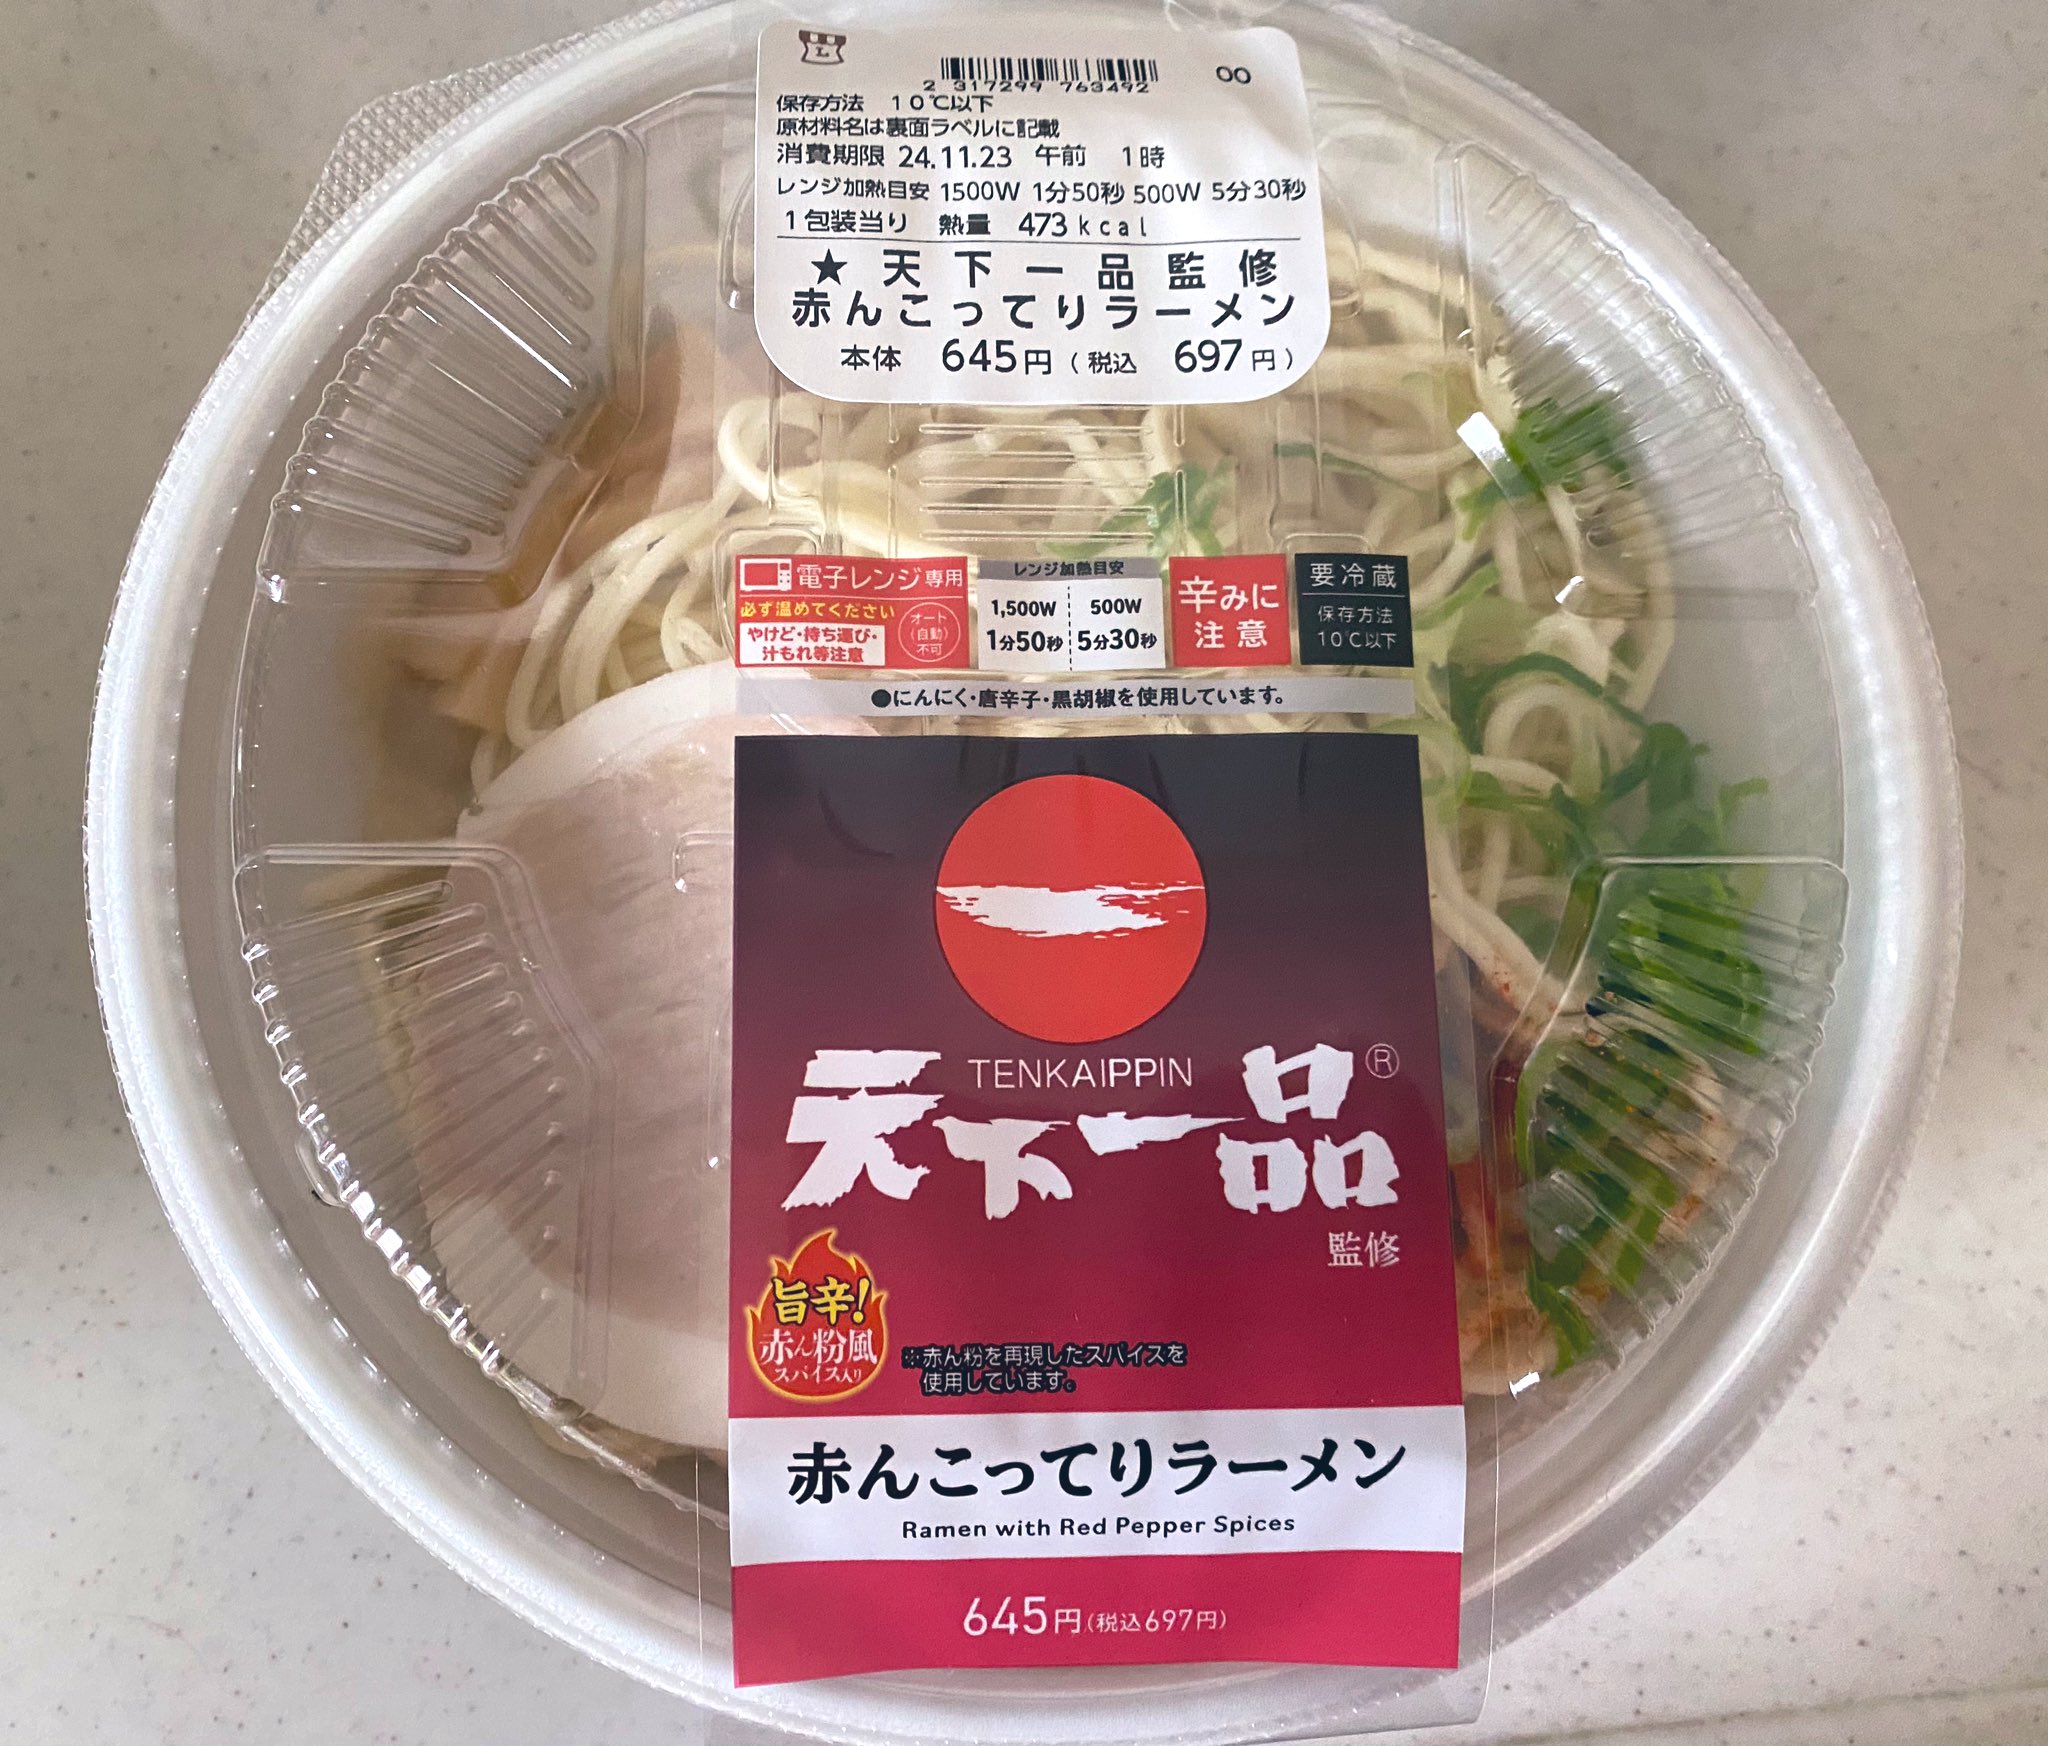 L
2 317299 763492
00
保存方法 10℃以下
原材料名は裏面ラベルに記載
消費期限 24.11.23 午前 1時
レンジ加熱目安 1500W 1分50秒 500W 5分30秒
1包装当り 熱量 473kcal
★天下一品監修
赤んこってりラーメン
本体 645円(税込 697円)
電子レンジ専用
必ず温めてください
やけど・持ち運び・
汁もれ等注意
オート
(自動)
不可
レンジ加熱目安
1,500W 500W
1分50秒 5分30秒
辛みに
注意
要冷蔵
保存方法
10℃以下
●にんにく・唐辛子・黒胡椒を使用しています。
TENKAIPPIN
天下一品®
監修
旨辛!
赤ん粉風
スパイス入り
※赤ん粉を再現したスパイスを
使用しています。
赤んこってりラーメン
Ramen with Red Pepper Spices
645円(税込697円)